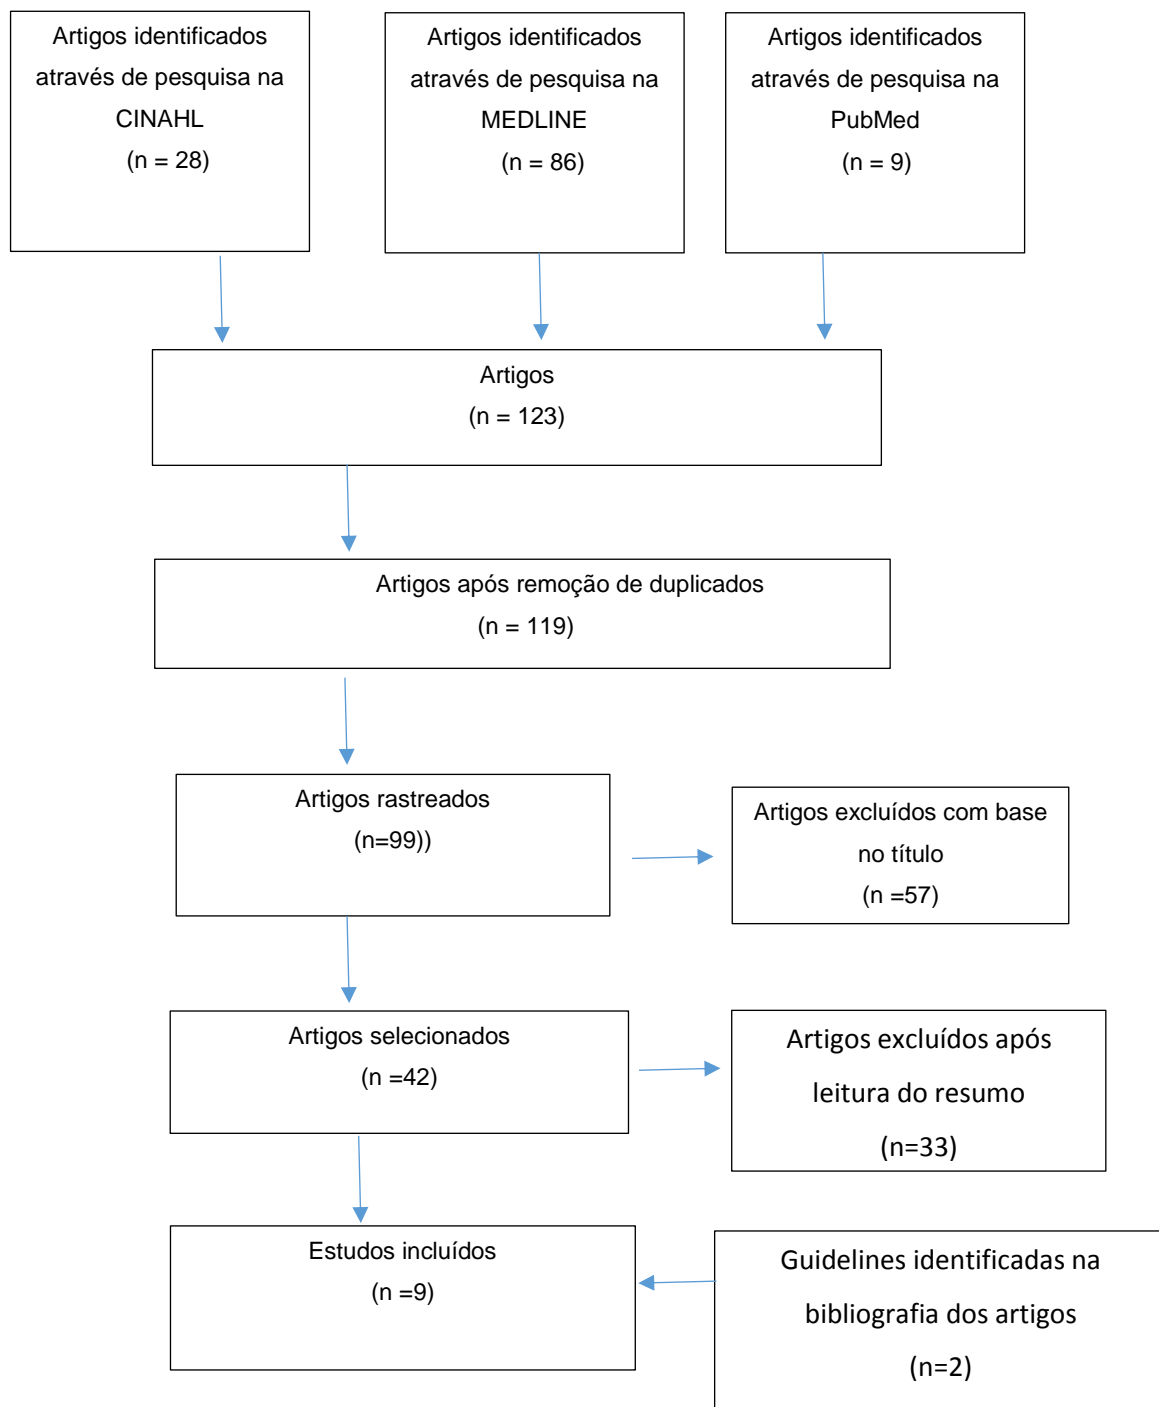 Artigos identificados
através de pesquisa na
CINAHL
(n = 28)
Artigos identificados
através de pesquisa na
MEDLINE
(n = 86)
Artigos identificados
através de pesquisa na
PubMed
(n = 9)
Artigos
(n = 123)
Artigos após remoção de duplicados
(n = 119)
Artigos rastreados
(n=99))
Artigos excluídos com base
no título
(n =57)
Artigos selecionados
(n =42)
Artigos excluídos após
leitura do resumo
(n=33)
Estudos incluídos
(n =9)
Guidelines identificadas na
bibliografia dos artigos
(n=2)